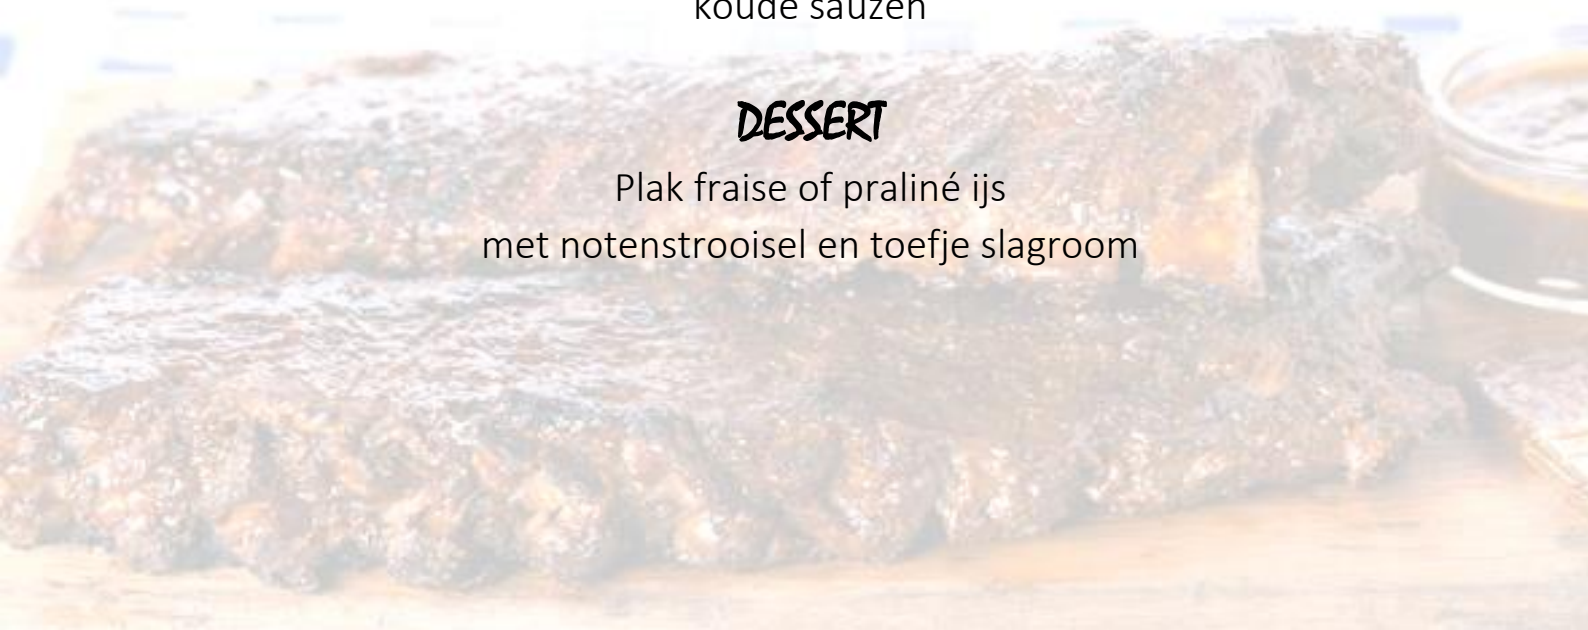 koude sauzen
DESSERT
Plak fraise of praliné ijs
met notenstrooisel en toefje slagroom